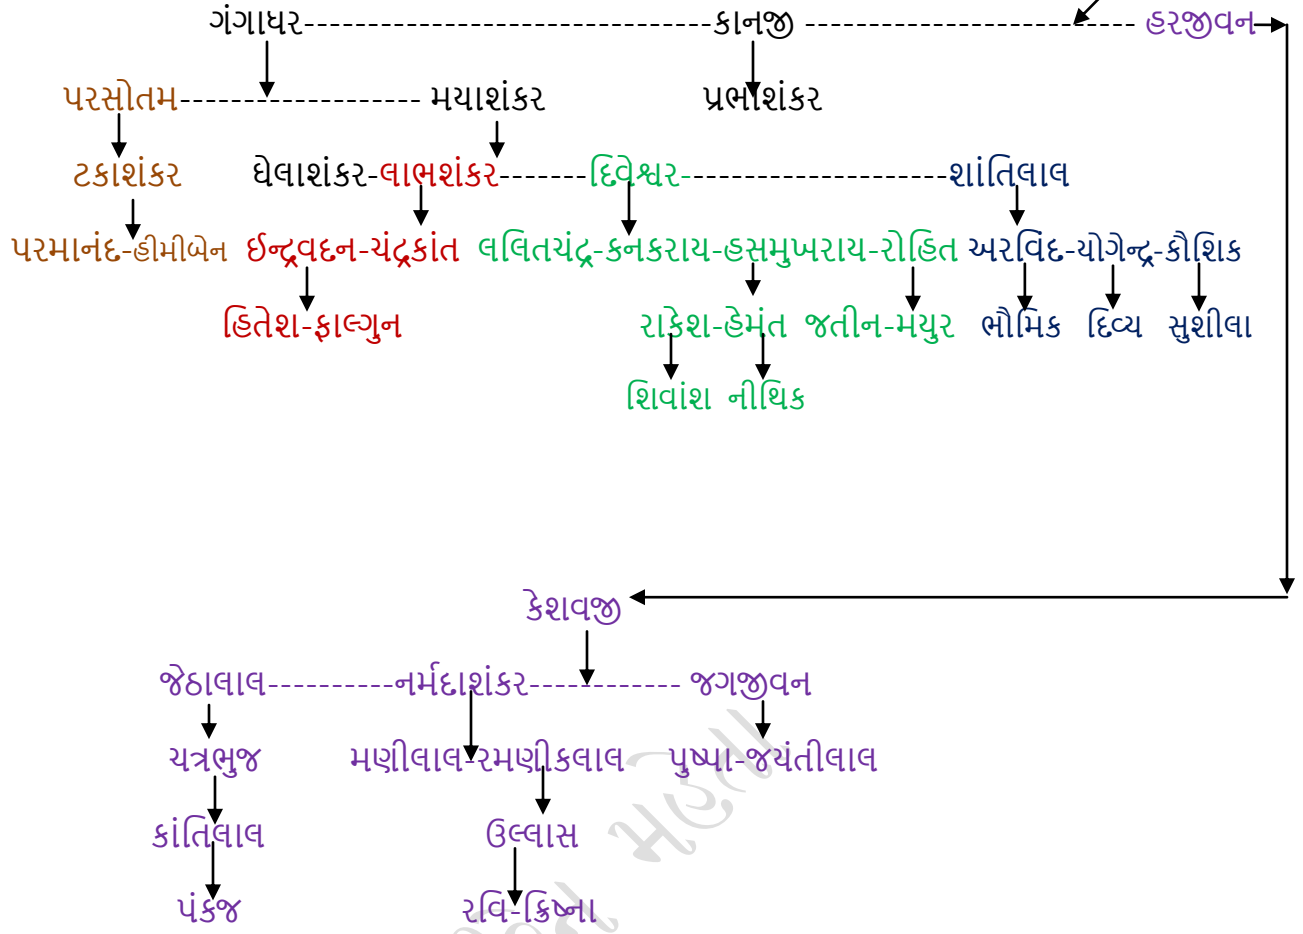 ગંગાધર----------------------------------કાનજી ---------------------------- હરજીવન
પરસોતમ-------------------- મયાશંકર પ્રભાશંકર
ટકાશંકર ઘેલાશંકર-લાભશંકર-------દિવેશ્વર----------------------શાંતિલાલ
પરમાનંદ-હીમીબેન ઈન્દ્રવદન-ચંદ્રકાંત લલિતચંદ્ર-કનકરાય-હસમુખરાય-રોહિત અરવિંદ-યોગેન્દ્ર-કૌશિક
હિતેશ-ફાલ્ગુન રાકેશ-હેમંત જતીન-મયુર ભૌમિક દિવ્ય સુશીલા
શિવાંશ નીથિક
કેશવજી
જેઠાલાલ----------નર્મદાશંકર------------ જગજીવન
ચત્રભુજ મણીલાલ-રમણીકલાલ પુષ્પા-જયંતીલાલ
કાંતિલાલ ઉલ્લાસ
પંકજ રવિ-ક્રિષ્ના
મહેતા